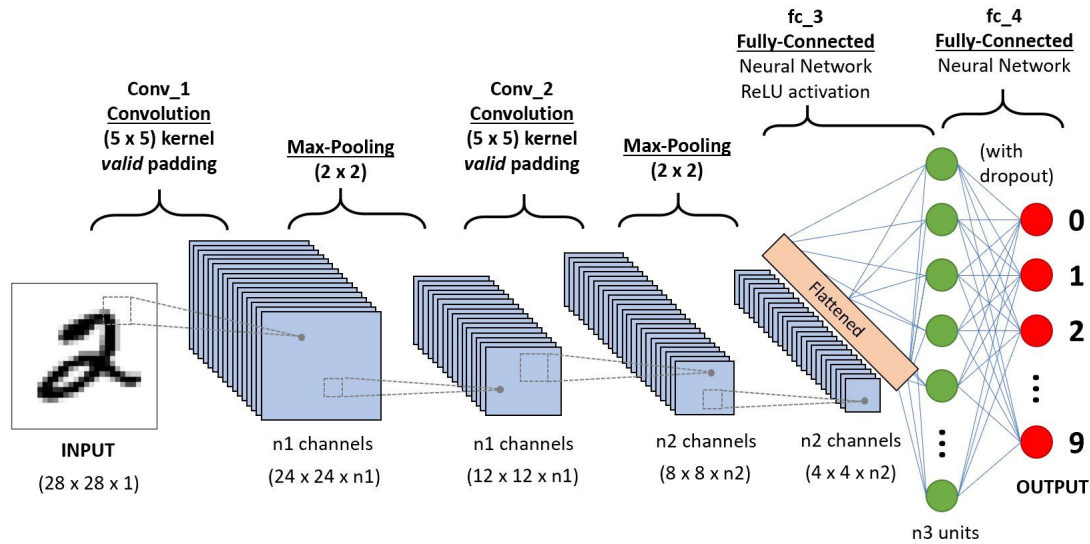 Conv_1
Convolution
(5 x 5) kernel
valid padding
Max-Pooling
(2 x 2)
Conv_2
Convolution
(5 x 5) kernel
valid padding
Max-Pooling
(2 x 2)
fc_3
Fully-Connected
Neural Network
ReLU activation
fc_4
Fully-Connected
Neural Network
(with
dropout)
2
INPUT
(28 x 28 x 1)
n1 channels
(24 x 24 x n1)
n1 channels
(12 x 12 x n1)
n2 channels
(8 x 8 x n2)
n2 channels
(4 x 4 x n2)
Flattened
n3 units
0
1
2
9
OUTPUT